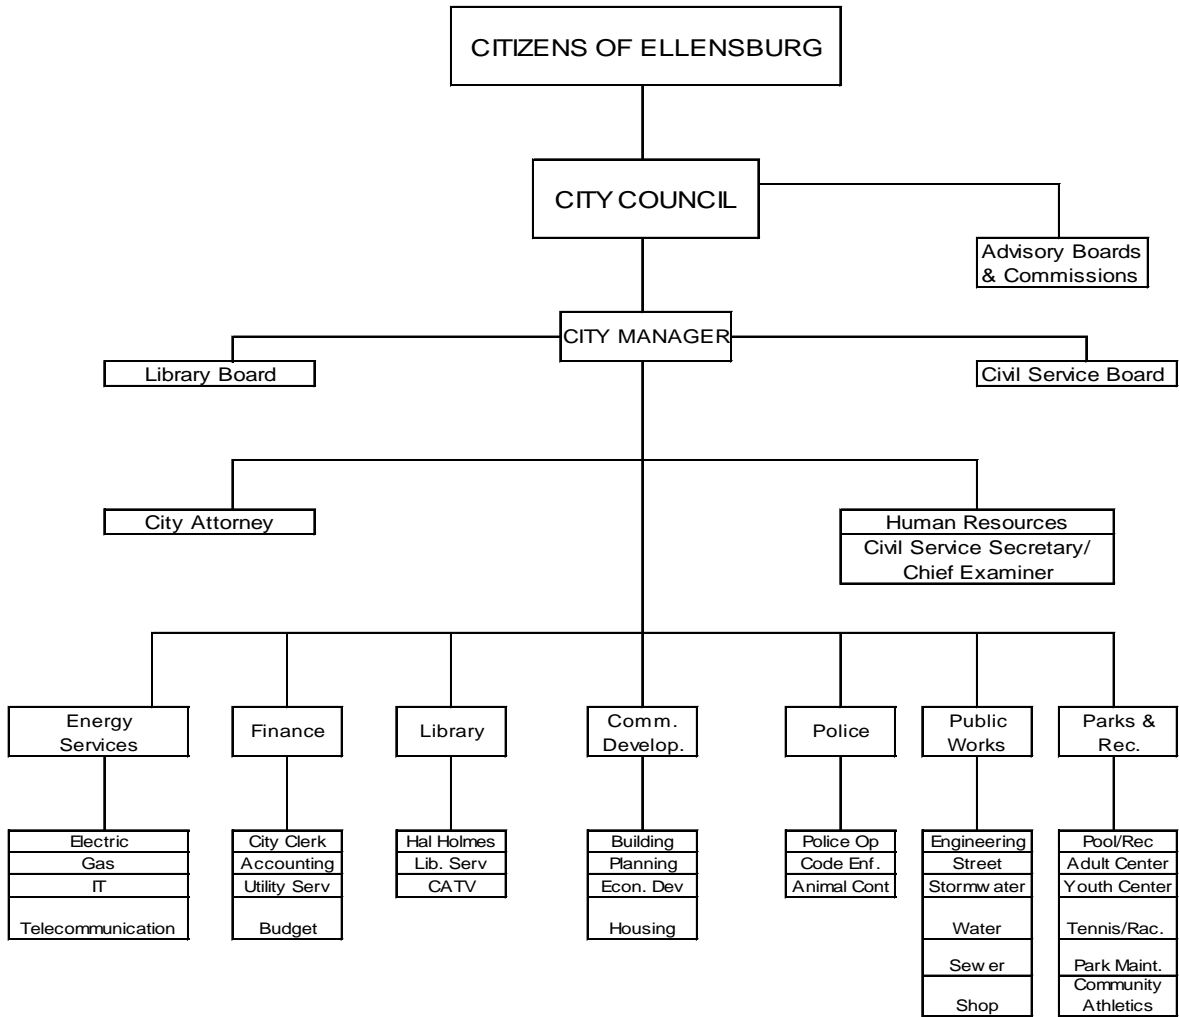 CITIZENS OF ELLENSBURG
CITY COUNCIL
Advisory Boards
& Commissions
CITY MANAGER
Library Board
Civil Service Board
City Attorney
Human Resources
Civil Service Secretary/
Chief Examiner
Energy
Services
Finance
Library
Comm.
Develop.
Police
Public
Works
Parks &
Rec.
Electric
Gas
IT
Telecommunication
City Clerk
Accounting
Utility Serv
Budget
Hal Holmes
Lib. Serv
CATV
Building
Planning
Econ. Dev
Housing
Police Op
Code Enf.
Animal Cont
Engineering
Street
Stormwater
Water
Sewer
Shop
Pool/Rec
Adult Center
Youth Center
Tennis/Rac.
Park Maint.
Community
Athletics